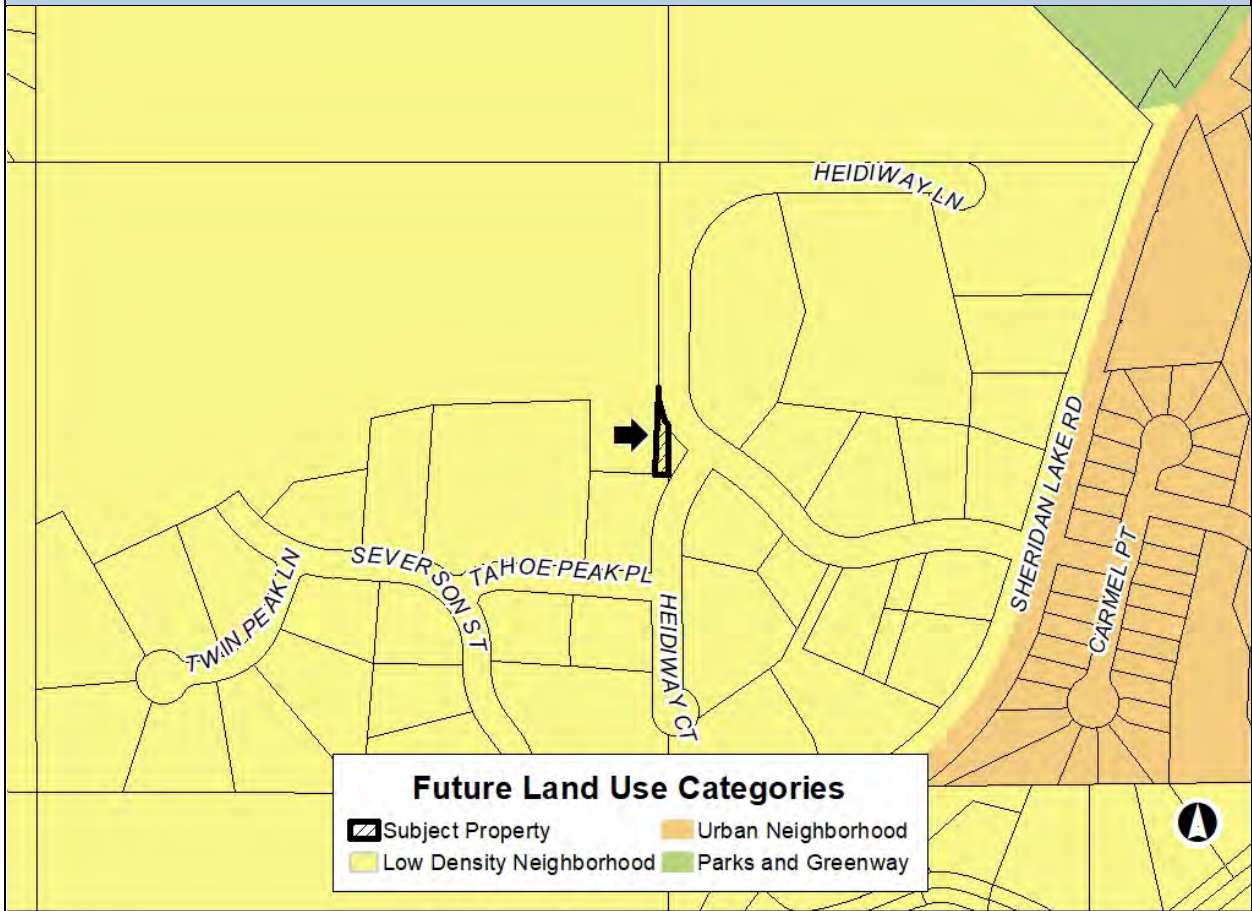 HEIDIWAY LN
SHERIDAN LAKE RD
CARMEL PT
SEVERSON ST
TAHOE PEAK PL
TWIN PEAK LN
HEIDIWAY CT
Future Land Use Categories
Subject Property
Urban Neighborhood
Low Density Neighborhood
Parks and Greenway